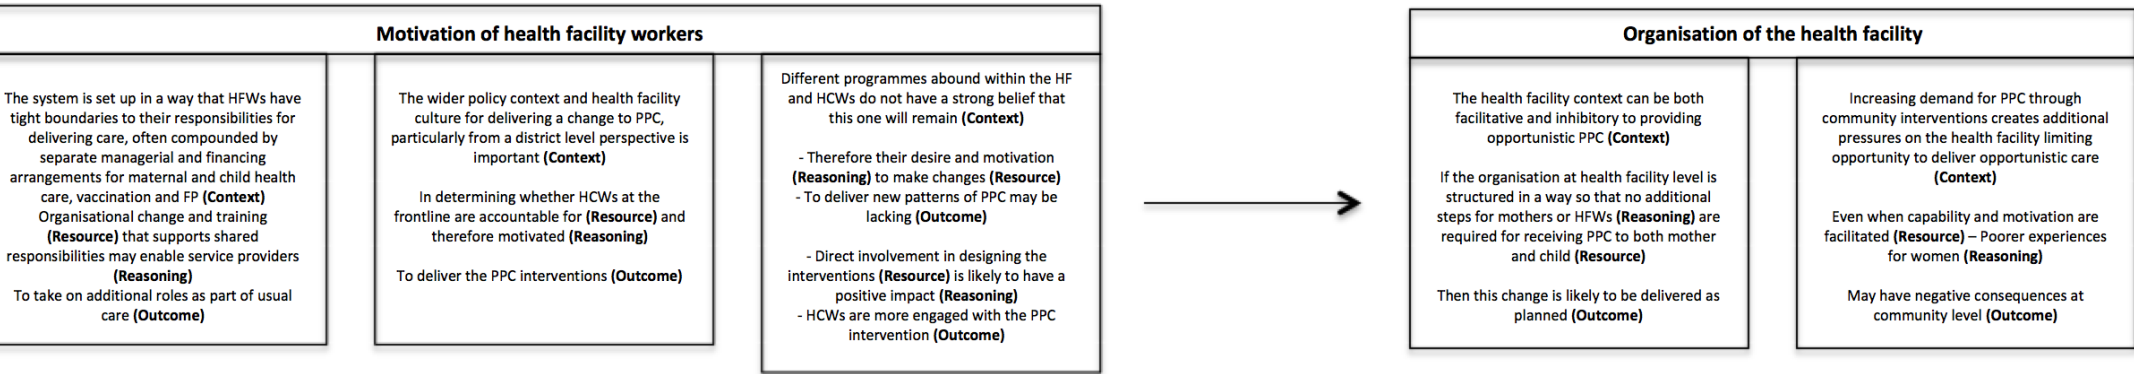 Motivation of health facility workers
The system is set up in a way that HFWs have
tight boundaries to their responsibilities for
delivering care, often compounded by
separate managerial and financing
arrangements for maternal and child health
care, vaccination and FP (Context)
Organisational change and training
(Resource) that supports shared
responsibilities may enable service providers
(Reasoning)
To take on additional roles as part of usual
care (Outcome)
The wider policy context and health facility
culture for delivering a change to PPC,
particularly from a district level perspective is
important (Context)
In determining whether HCWs at the
frontline are accountable for (Resource) and
therefore motivated (Reasoning)
To deliver the PPC interventions (Outcome)
Different programmes abound within the HF
and HCWs do not have a strong belief that
this one will remain (Context)
- Therefore their desire and motivation
(Reasoning) to make changes (Resource)
- To deliver new patterns of PPC may be
lacking (Outcome)
- Direct involvement in designing the
interventions (Resource) is likely to have a
positive impact (Reasoning)
- HCWs are more engaged with the PPC
intervention (Outcome)
Organisation of the health facility
The health facility context can be both
facilitative and inhibitory to providing
opportunistic PPC (Context)
If the organisation at health facility level is
structured in a way so that no additional
steps for mothers or HFWs (Reasoning) are
required for receiving PPC to both mother
and child (Resource)
Then this change is likely to be delivered as
planned (Outcome)
Increasing demand for PPC through
community interventions creates additional
pressures on the health facility limiting
opportunity to deliver opportunistic care
(Context)
Even when capability and motivation are
facilitated (Resource) – Poorer experiences
for women (Reasoning)
May have negative consequences at
community level (Outcome)